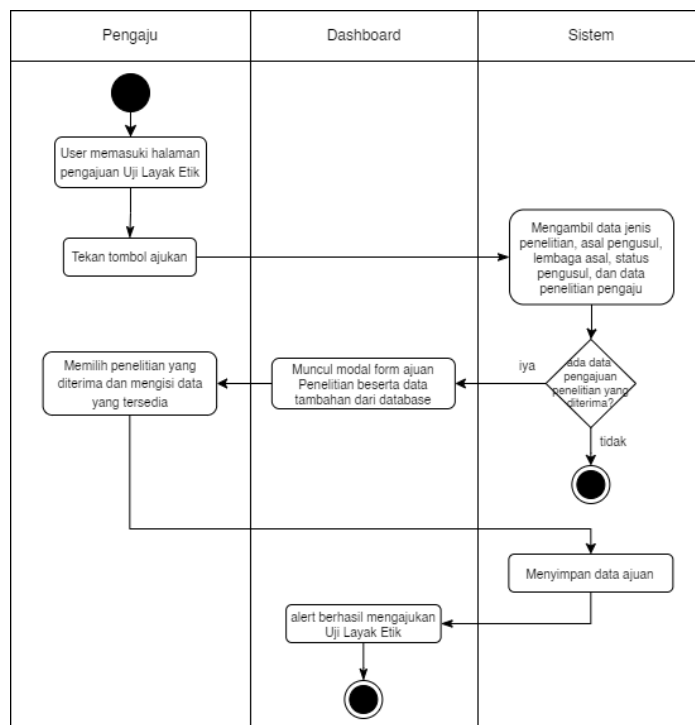 Pengaju
Dashboard
Sistem
User memasuki halaman
pengajuan Uji Layak Etik
Tekan tombol ajukan
Mengambil data jenis
penelitian, asal pengusul,
lembaga asal, status
pengusul, dan data
penelitian pengaju
ada data
pengajuan
penelitian yang
diterima?
iya
tidak
Muncul modal form ajuan
Penelitian beserta data
tambahan dari database
Memilih penelitian yang
diterima dan mengisi data
yang tersedia
Menyimpan data ajuan
alert berhasil mengajukan
Uji Layak Etik